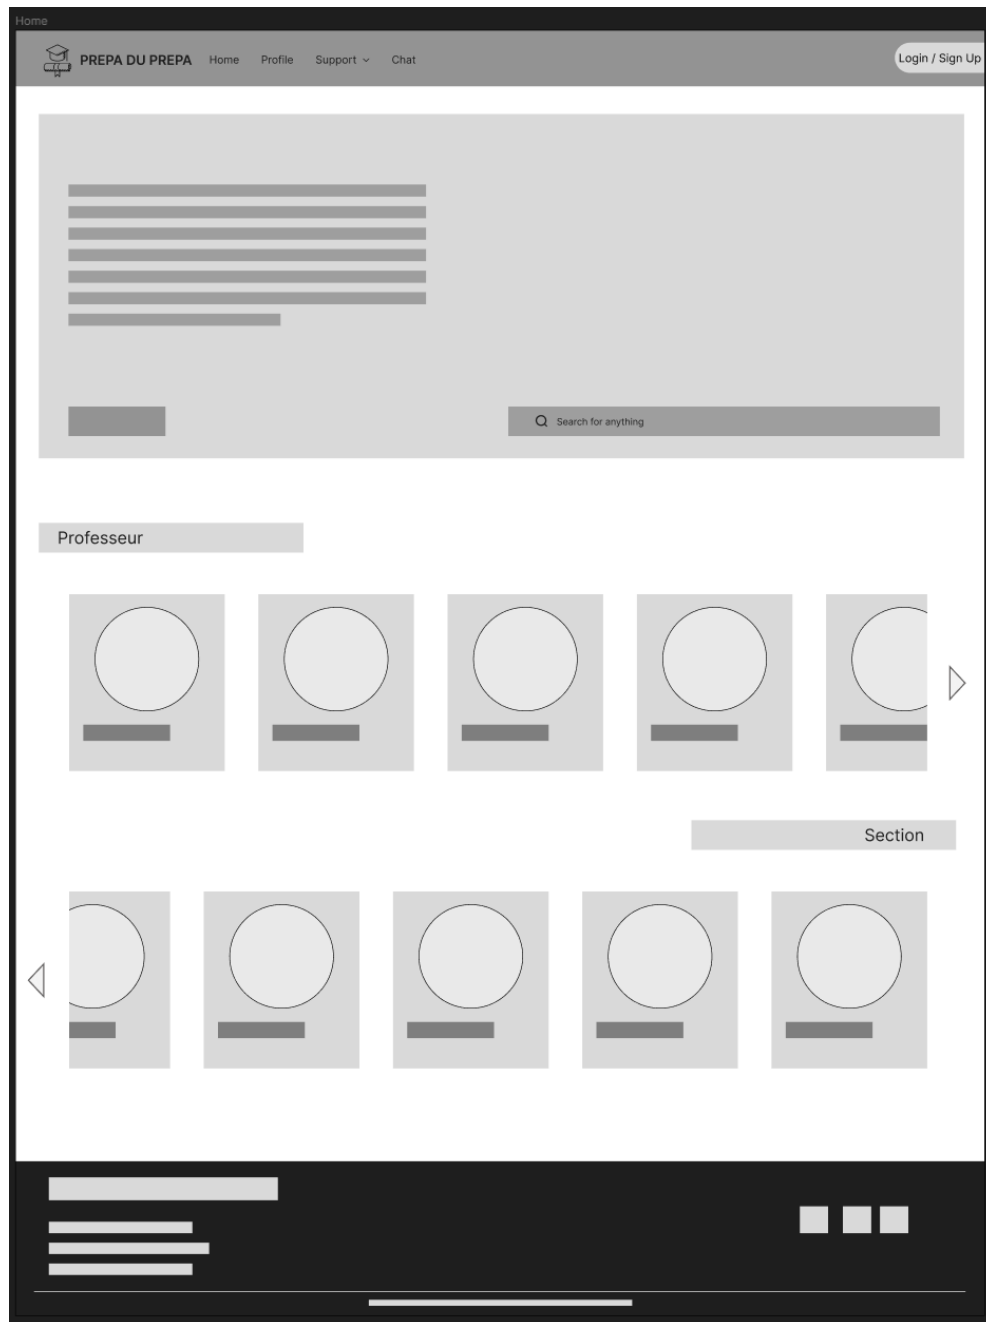 Home
PREPA DU PREPA Home Profile Support Chat Login / Sign Up
Search for anything
Professeur
Section